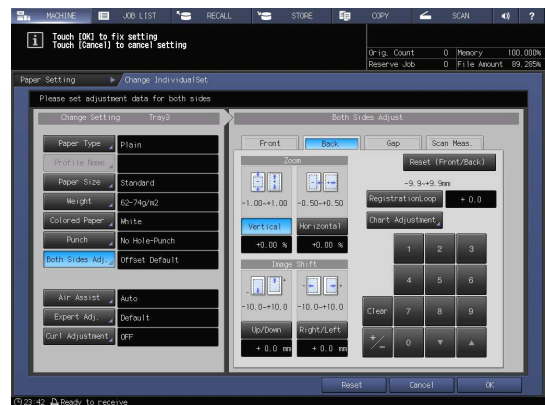 MACHINE JOB LIST RECALL STORE COPY SCAN ?
Touch [OK] to fix setting
Touch [Cancel] to cancel setting
Orig. Count 0 Memory 100.000%
Reserve Job 0 File Amount 89.285%
Paper Setting Change IndividualSet
Please set adjustment data for both sides
Change Setting Tray3
Both Sides Adjust
Paper Type Plain
Profile Name
Paper Size Standard
Weight 62-74g/m2
Colored Paper White
Punch No Hole-Punch
Both Sides Adj. Offset Default
Air Assist Auto
Expert Adj. Default
Curl Adjustment OFF
Front Back Gap Scan Meas.
Zoom
-1.00~+1.00 -0.50~+0.50
Vertical Horizontal
+0.00 % +0.00 %
Image Shift
-10.0~+10.0 -10.0~+10.0
Up/Down Right/Left
+ 0.0 mm + 0.0 mm
Reset (Front/Back)
-9.9~+9.9mm
RegistrationLoop + 0.0
Chart Adjustment
1 2 3
4 5 6
Clear 7 8 9
+/- 0 ▼ ▲
Reset Cancel OK
23:42 Ready to receive